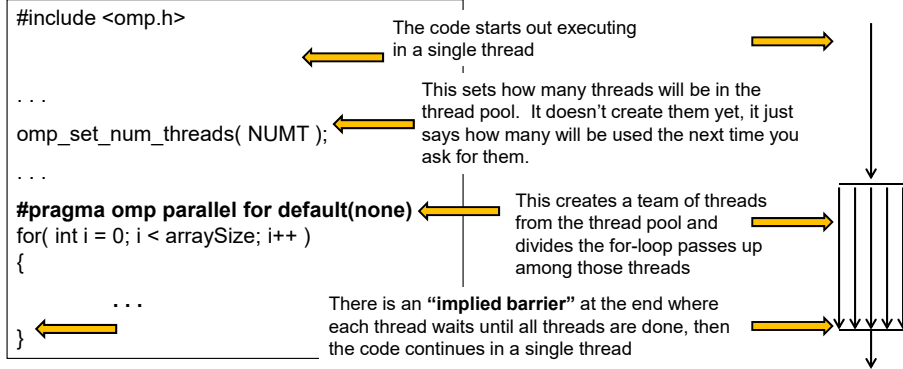 #include <omp.h>
The code starts out executing
in a single thread
. . .
This sets how many threads will be in the
thread pool.  It doesn’t create them yet, it just
says how many will be used the next time you
ask for them.
omp_set_num_threads( NUMT );
. . .
#pragma omp parallel for default(none)
for( int i = 0; i < arraySize; i++ )
{
This creates a team of threads
from the thread pool and
divides the for-loop passes up
among those threads
. . .
}
There is an “implied barrier” at the end where
each thread waits until all threads are done, then
the code continues in a single thread